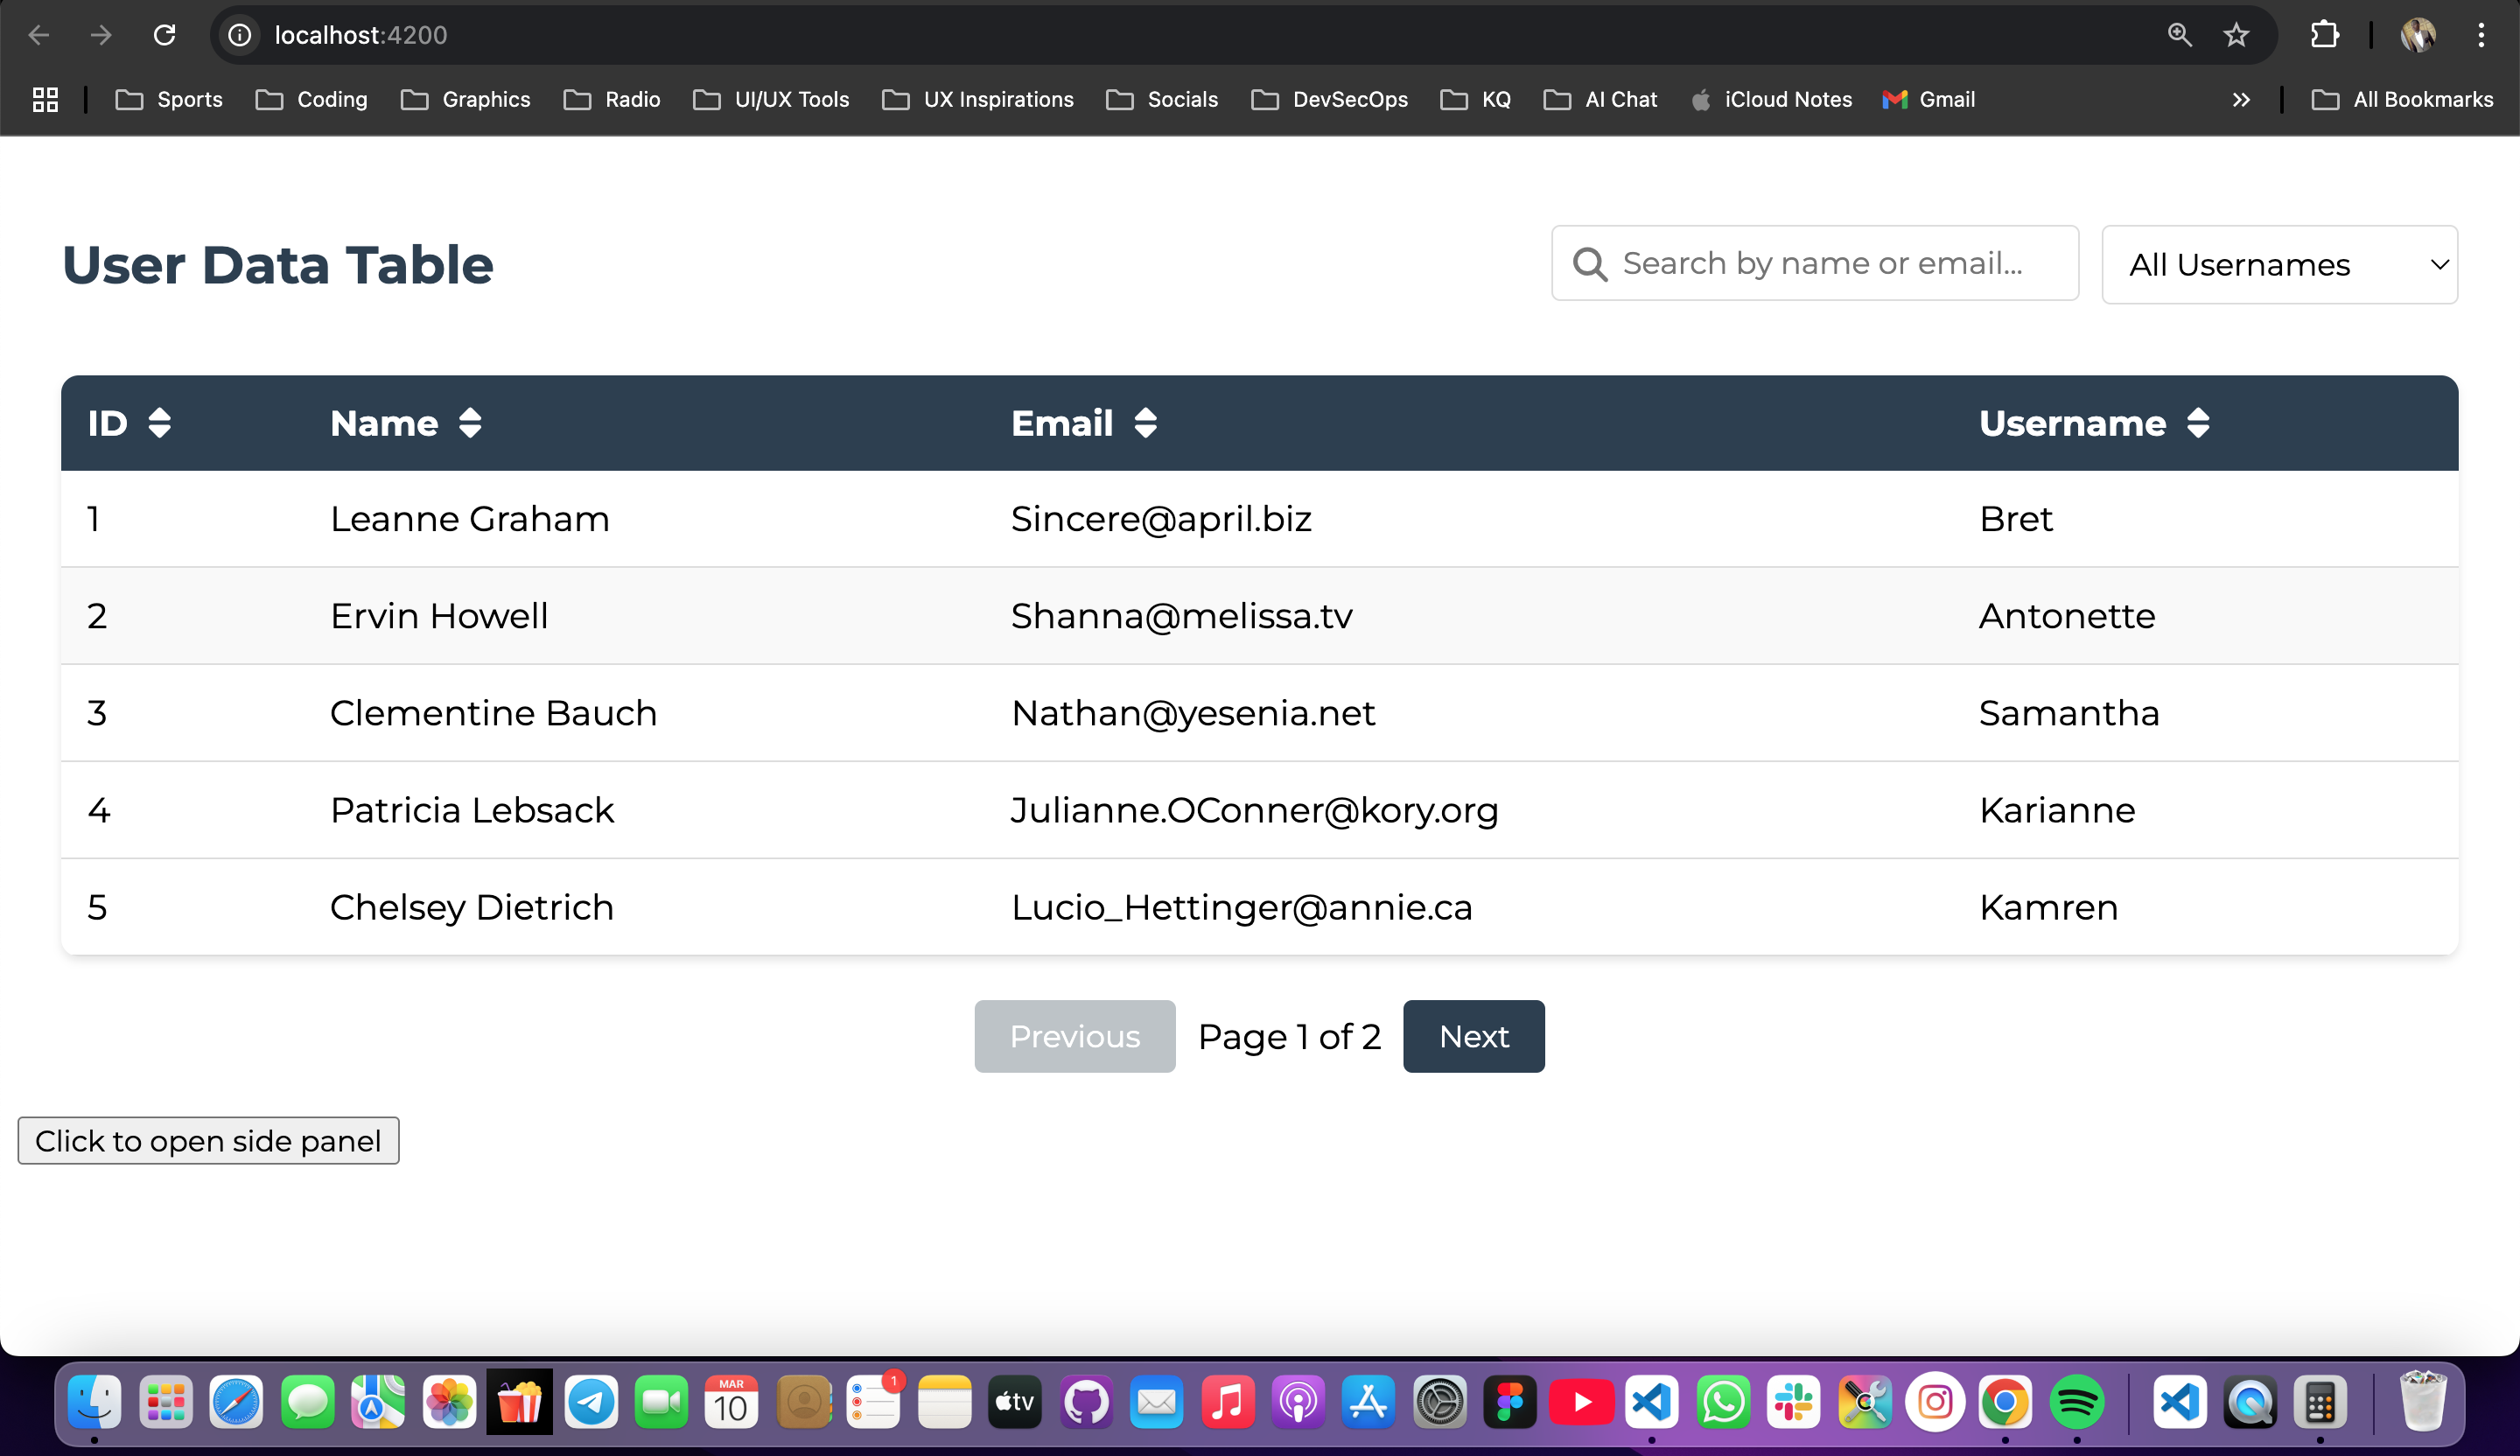 localhost:4200
Sports Coding Graphics Radio UI/UX Tools UX Inspirations Socials DevSecOps KQ AI Chat iCloud Notes Gmail All Bookmarks
User Data Table
Search by name or email...
All Usernames
ID Name Email Username
1 Leanne Graham Sincere@april.biz Bret
2 Ervin Howell Shanna@melissa.tv Antonette
3 Clementine Bauch Nathan@yesenia.net Samantha
4 Patricia Lebsack Julianne.OConner@kory.org Karianne
5 Chelsey Dietrich Lucio_Hettinger@annie.ca Kamren
Previous Page 1 of 2 Next
Click to open side panel
MAR
10
1
tv